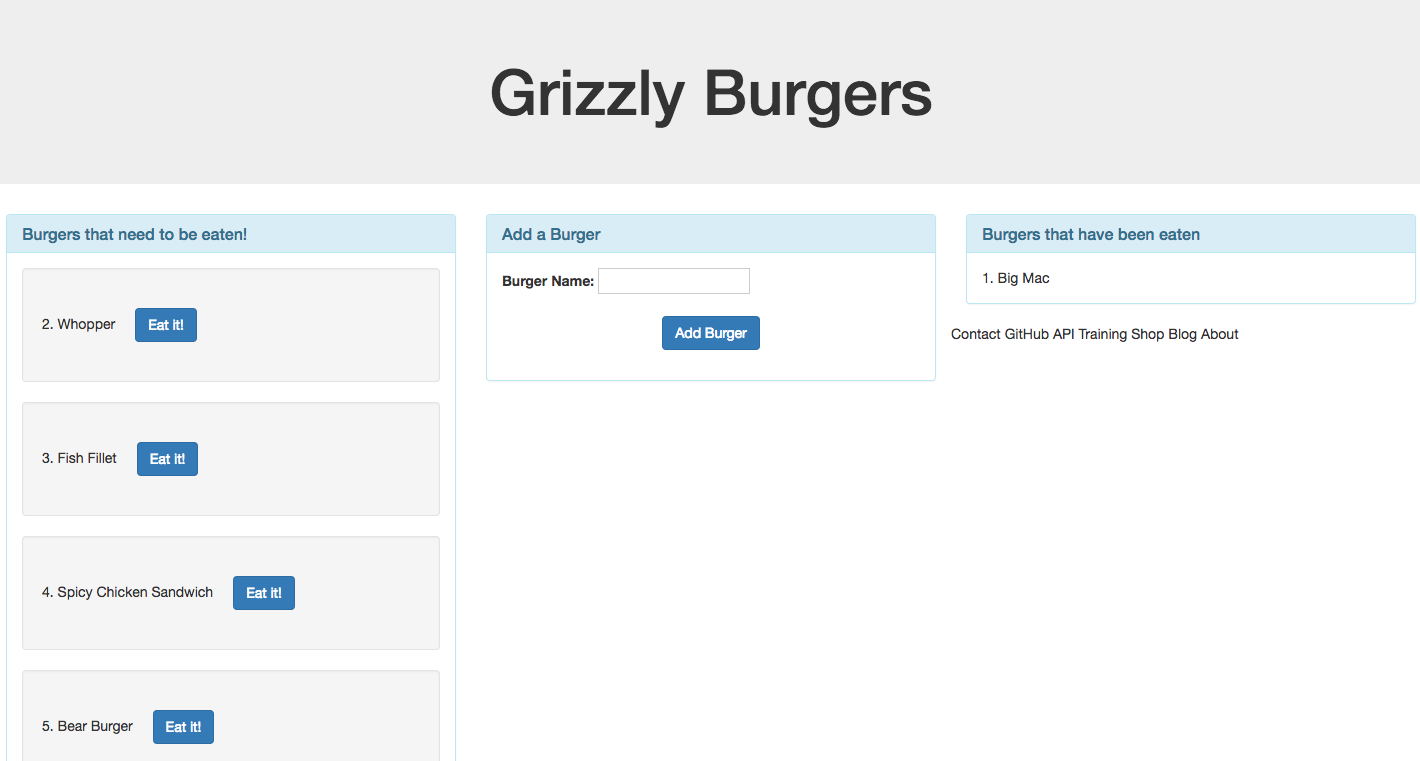 Grizzly Burgers
Burgers that need to be eaten!
2. Whopper Eat it!
3. Fish Fillet Eat it!
4. Spicy Chicken Sandwich Eat it!
5. Bear Burger Eat it!
Add a Burger
Burger Name:
Add Burger
Burgers that have been eaten
1. Big Mac
Contact GitHub API Training Shop Blog About